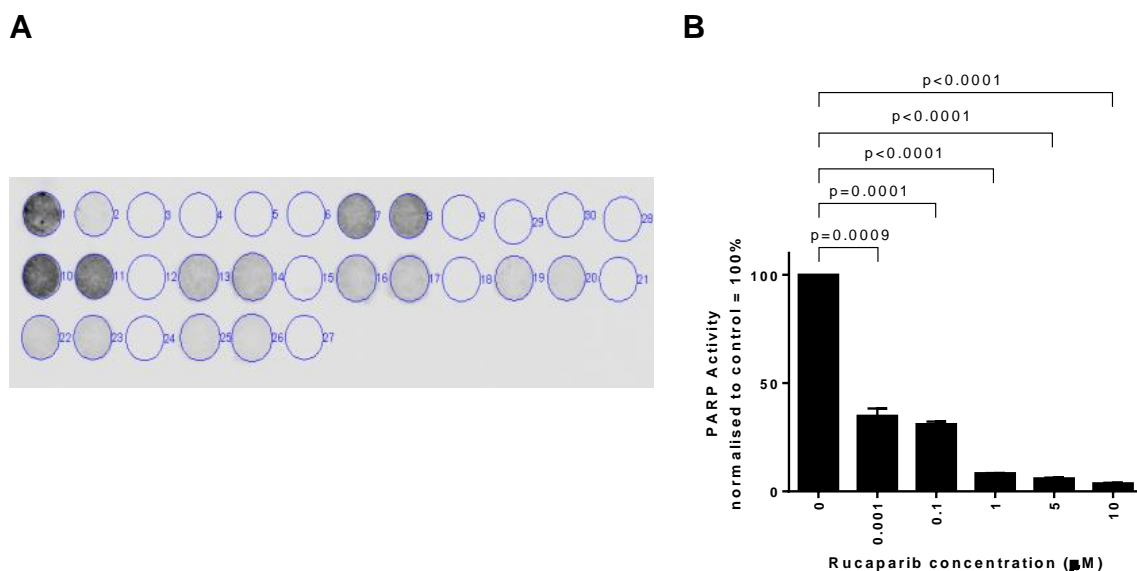 A
B
1 2 3 4 5 6 7 8 9 29 30 28
10 11 12 13 14 15 16 17 18 19 20 21
22 23 24 25 26 27
p<0.0001
p<0.0001
p<0.0001
p=0.0001
p=0.0009
PARP Activity
normalised to control = 100%
100
50
0
0 0.001 0.1 1 5 10
Rucaparib concentration (μM)